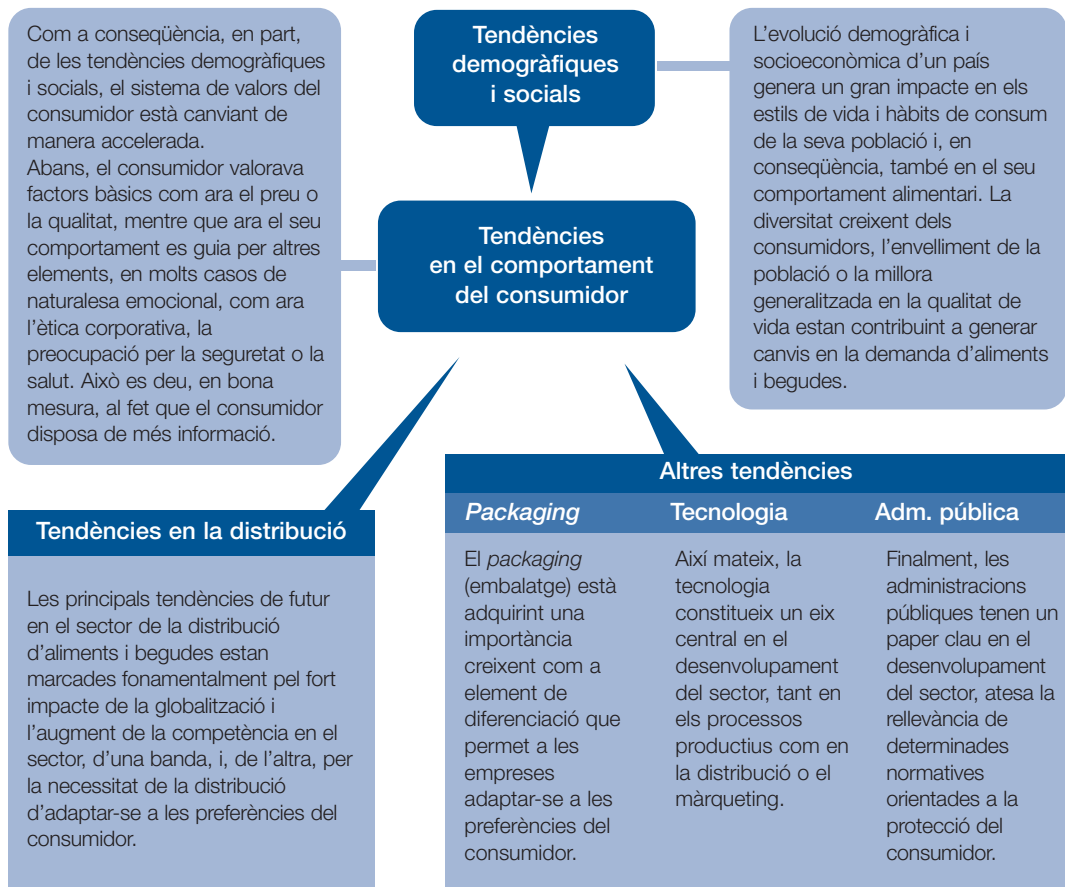 Com a conseqüència, en part,
de les tendències demogràfiques
i socials, el sistema de valors del
consumidor està canviant de
manera accelerada.
Abans, el consumidor valorava
factors bàsics com ara el preu o
la qualitat, mentre que ara el seu
comportament es guia per altres
elements, en molts casos de
naturalesa emocional, com ara
l’ètica corporativa, la
preocupació per la seguretat o la
salut. Això es deu, en bona
mesura, al fet que el consumidor
disposa de més informació.
Tendències
demogràfiques
i socials
L’evolució demogràfica i
socioeconòmica d’un país
genera un gran impacte en els
estils de vida i hàbits de consum
de la seva població i, en
conseqüència, també en el seu
comportament alimentari. La
diversitat creixent dels
consumidors, l’envelliment de la
població o la millora
generalitzada en la qualitat de
vida estan contribuint a generar
canvis en la demanda d’aliments
i begudes.
Tendències
en el comportament
del consumidor
Tendències en la distribució
Les principals tendències de futur
en el sector de la distribució
d’aliments i begudes estan
marcades fonamentalment pel fort
impacte de la globalització i
l’augment de la competència en el
sector, d’una banda, i, de l’altra, per
la necessitat de la distribució
d’adaptar-se a les preferències del
consumidor.
Altres tendències
Packaging
El packaging
(embalatge) està
adquirint una
importància
creixent com a
element de
diferenciació que
permet a les
empreses
adaptar-se a les
preferències del
consumidor.
Tecnologia
Així mateix, la
tecnologia
constitueix un eix
central en el
desenvolupament
del sector, tant en
els processos
productius com en
la distribució o el
màrqueting.
Adm. pública
Finalment, les
administracions
públiques tenen un
paper clau en el
desenvolupament
del sector, atesa la
rellevància de
determinades
normatives
orientades a la
protecció del
consumidor.